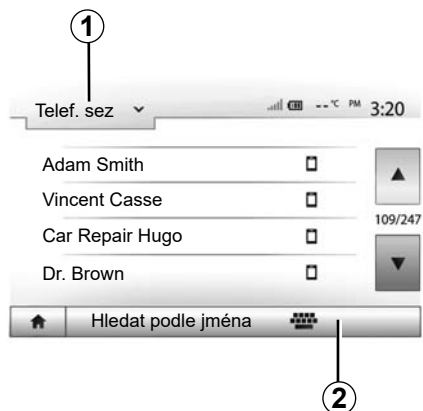 1
Telef. sez
--°C PM 3:20
Adam Smith
Vincent Casse
109/247
Car Repair Hugo
Dr. Brown
Hledat podle jména
2